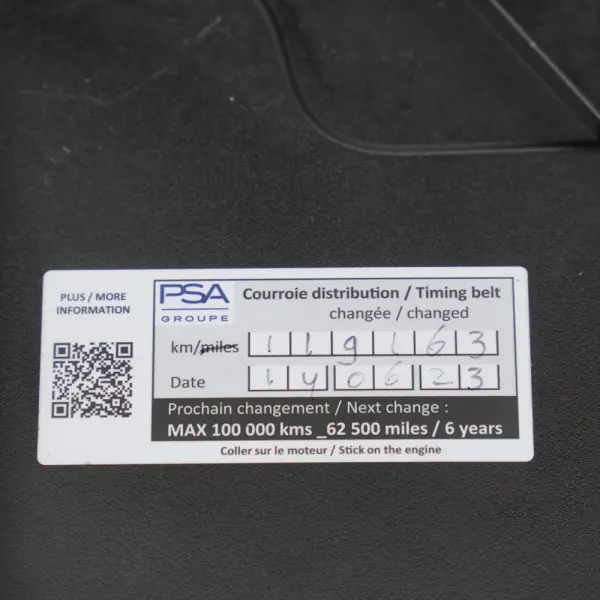 PLUS / MORE
INFORMATION
PSA
GROUPE
Courroie distribution / Timing belt
changée / changed
km/miles 119163
Date 140623
Prochain changement / Next change :
MAX 100 000 kms _62 500 miles / 6 years
Coller sur le moteur / Stick on the engine